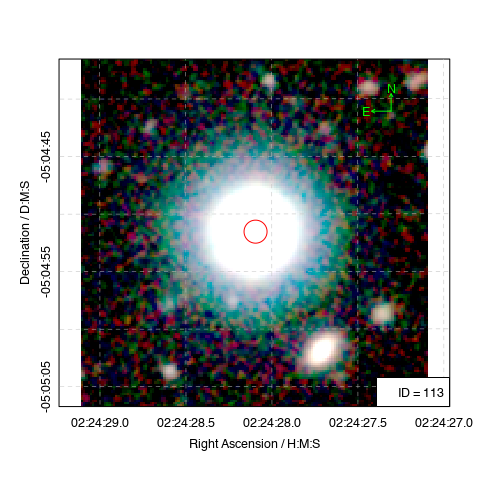 N
E
-05:04:45
-05:04:55
-05:05:05
Declination / D:M:S
ID = 113
02:24:29.0 02:24:28.5 02:24:28.0 02:24:27.5 02:24:27.0
Right Ascension / H:M:S